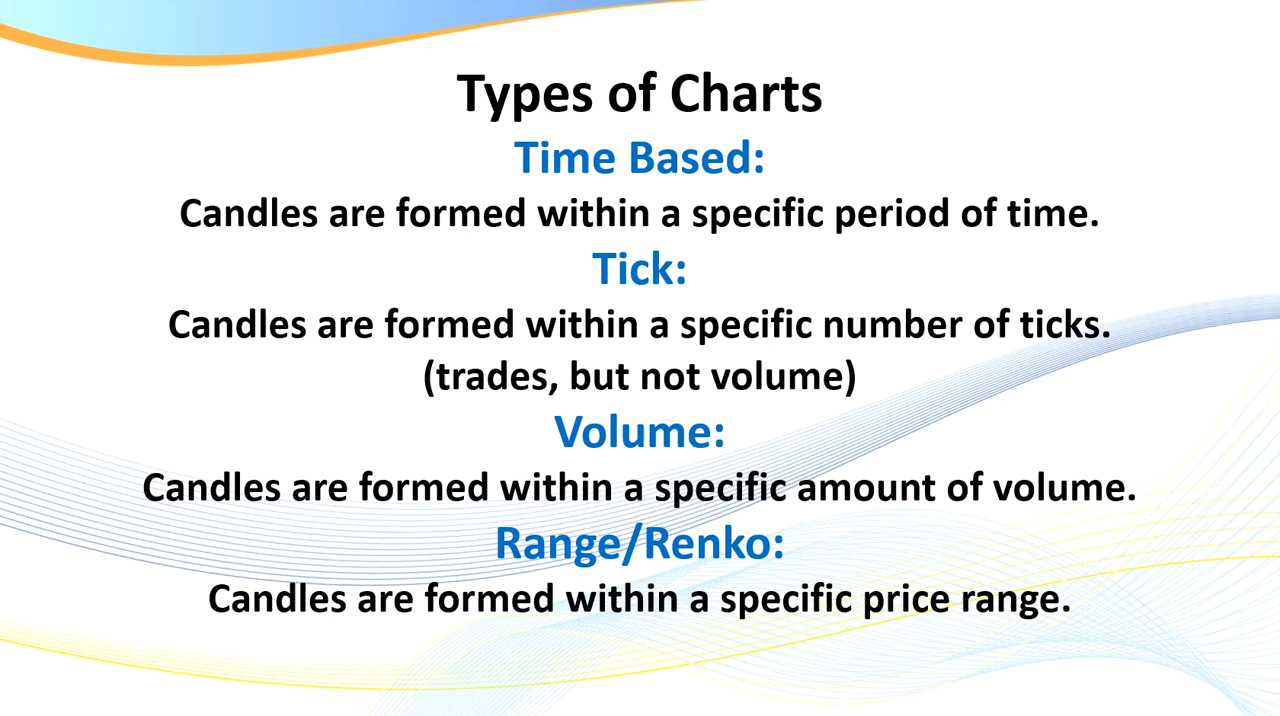 Types of Charts
Time Based:
Candles are formed within a specific period of time.
Tick:
Candles are formed within a specific number of ticks.
(trades, but not volume)
Volume:
Candles are formed within a specific amount of volume.
Range/Renko:
Candles are formed within a specific price range.